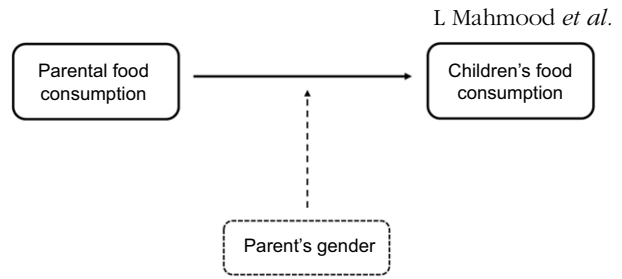 L Mahmood et al.
Parental food
consumption
Children's food
consumption
Parent's gender